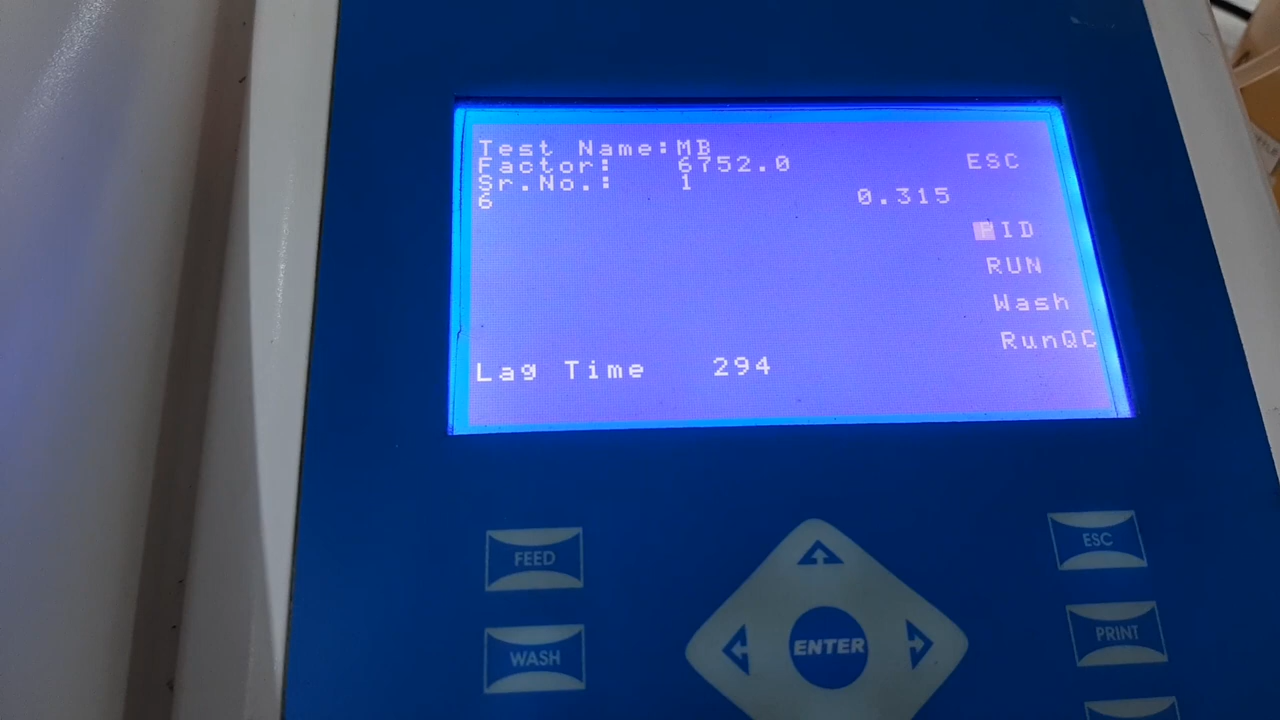 Test Name:MB
Factor: 6752.0 ESC
Sr.No.: 1
6 0.315
PID
RUN
Wash
RunQC
Lag Time 294
FEED
ESC
WASH
ENTER
PRINT